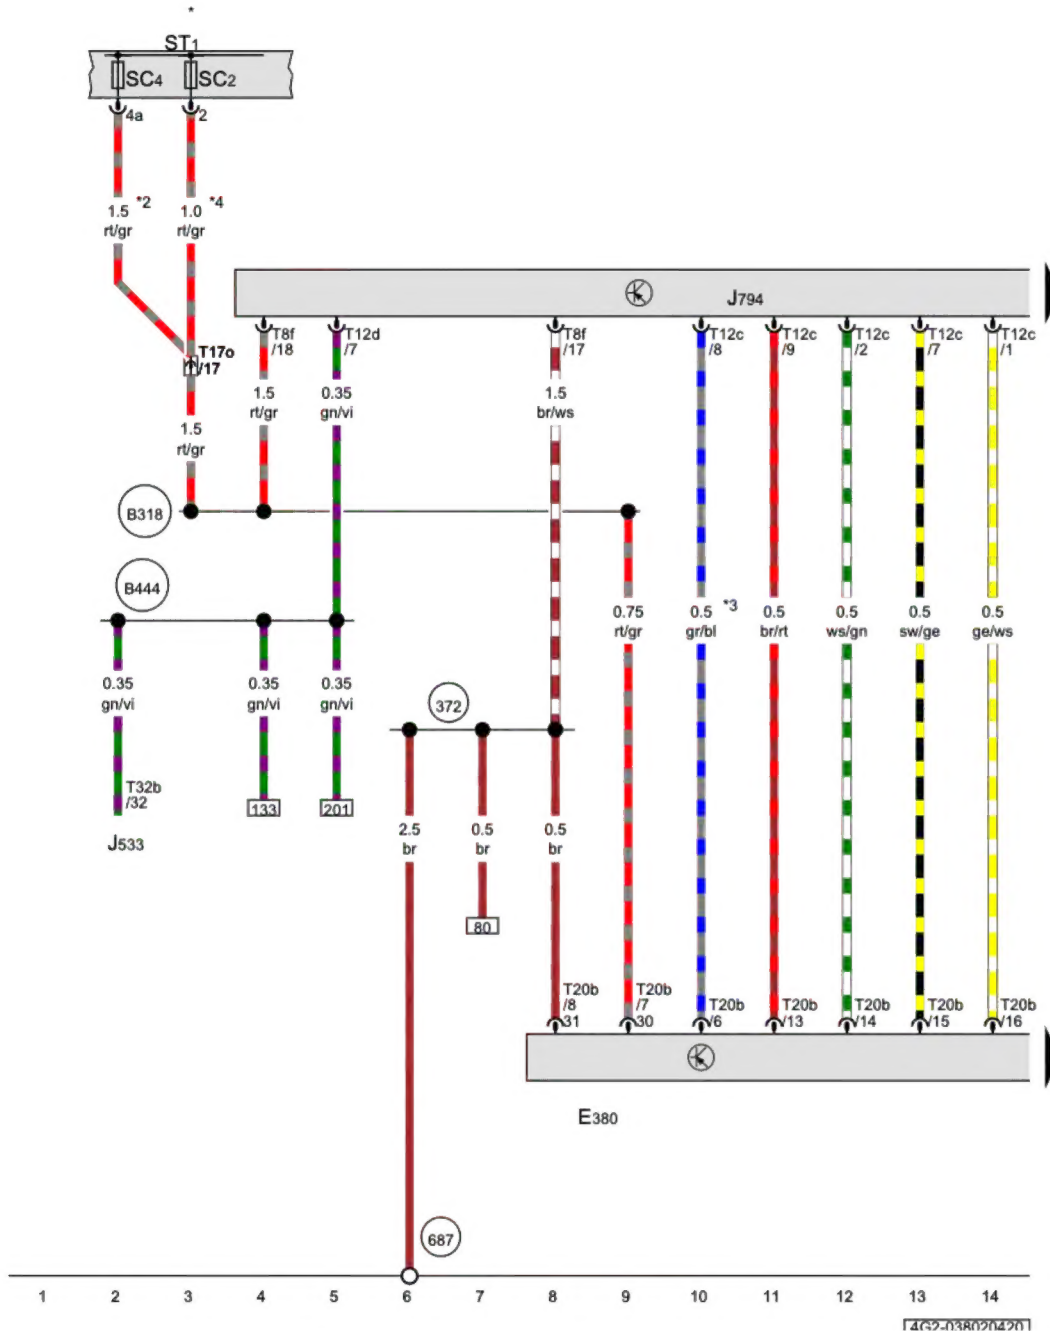 *
ST1
SC4
SC2
4a
2
1.5 *2
rt/gr
1.0 *4
rt/gr
J794
T17o
/17
T8f
/18
T12d
/7
T8f
/17
T12c
/8
T12c
/9
T12c
/2
T12c
/7
T12c
/1
1.5
rt/gr
1.5
rt/gr
0.35
gn/vi
1.5
br/ws
B318
B444
0.75
rt/gr
0.5 *3
gr/bl
0.5
br/rt
0.5
ws/gn
0.5
sw/ge
0.5
ge/ws
0.35
gn/vi
0.35
gn/vi
0.35
gn/vi
372
T32b
/32
133
201
J533
2.5
br
0.5
br
0.5
br
80
T20b
/8
31
T20b
/7
30
T20b
/6
T20b
/13
T20b
/14
T20b
/15
T20b
/16
E380
687
1 2 3 4 5 6 7 8 9 10 11 12 13 14
4G2-038020420